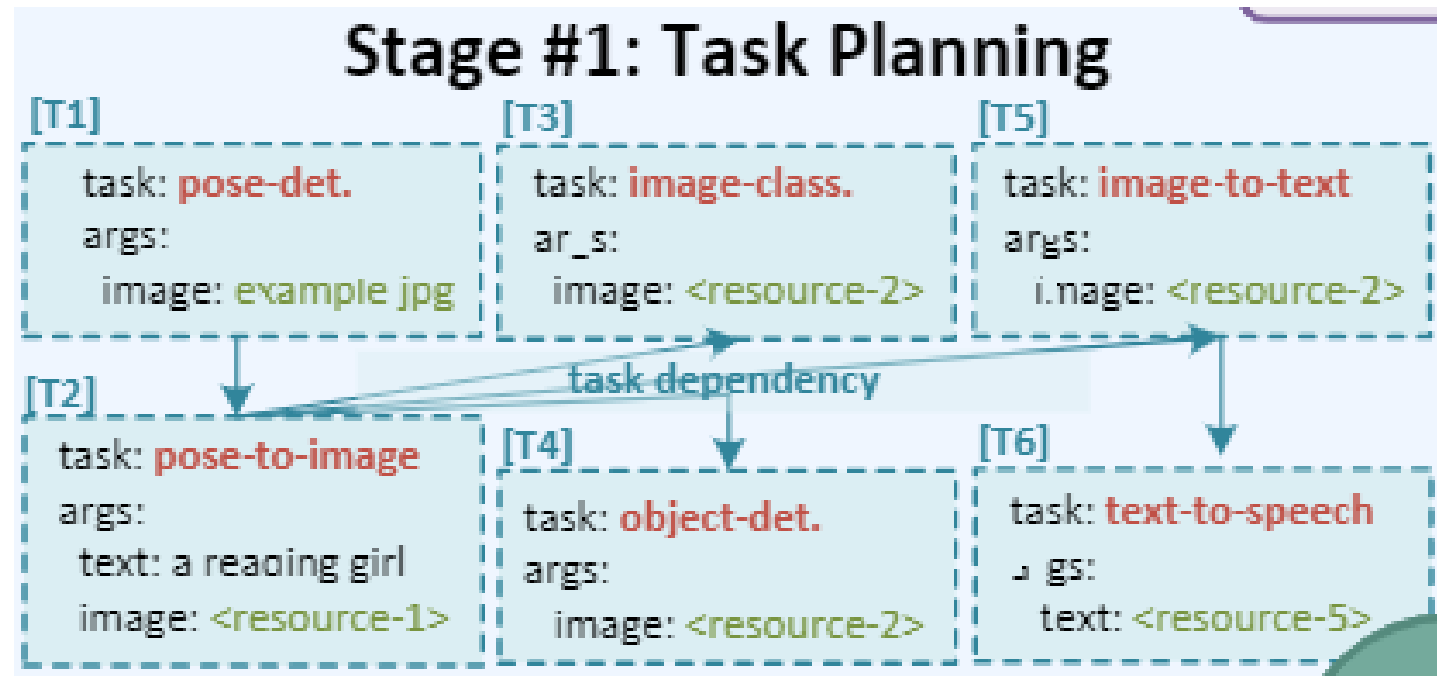 Stage #1: Task Planning
[T1]
task: pose-det.
args:
image: example jpg
[T2]
task: pose-to-image
args:
text: a reading girl
image: <resource-1>
[T3]
task: image-class.
ar_s:
image: <resource-2>
task dependency
[T4]
task: object-det.
args:
image: <resource-2>
[T5]
task: image-to-text
args:
i.nage: <resource-2>
[T6]
task: text-to-speech
gs:
text: <resource-5>